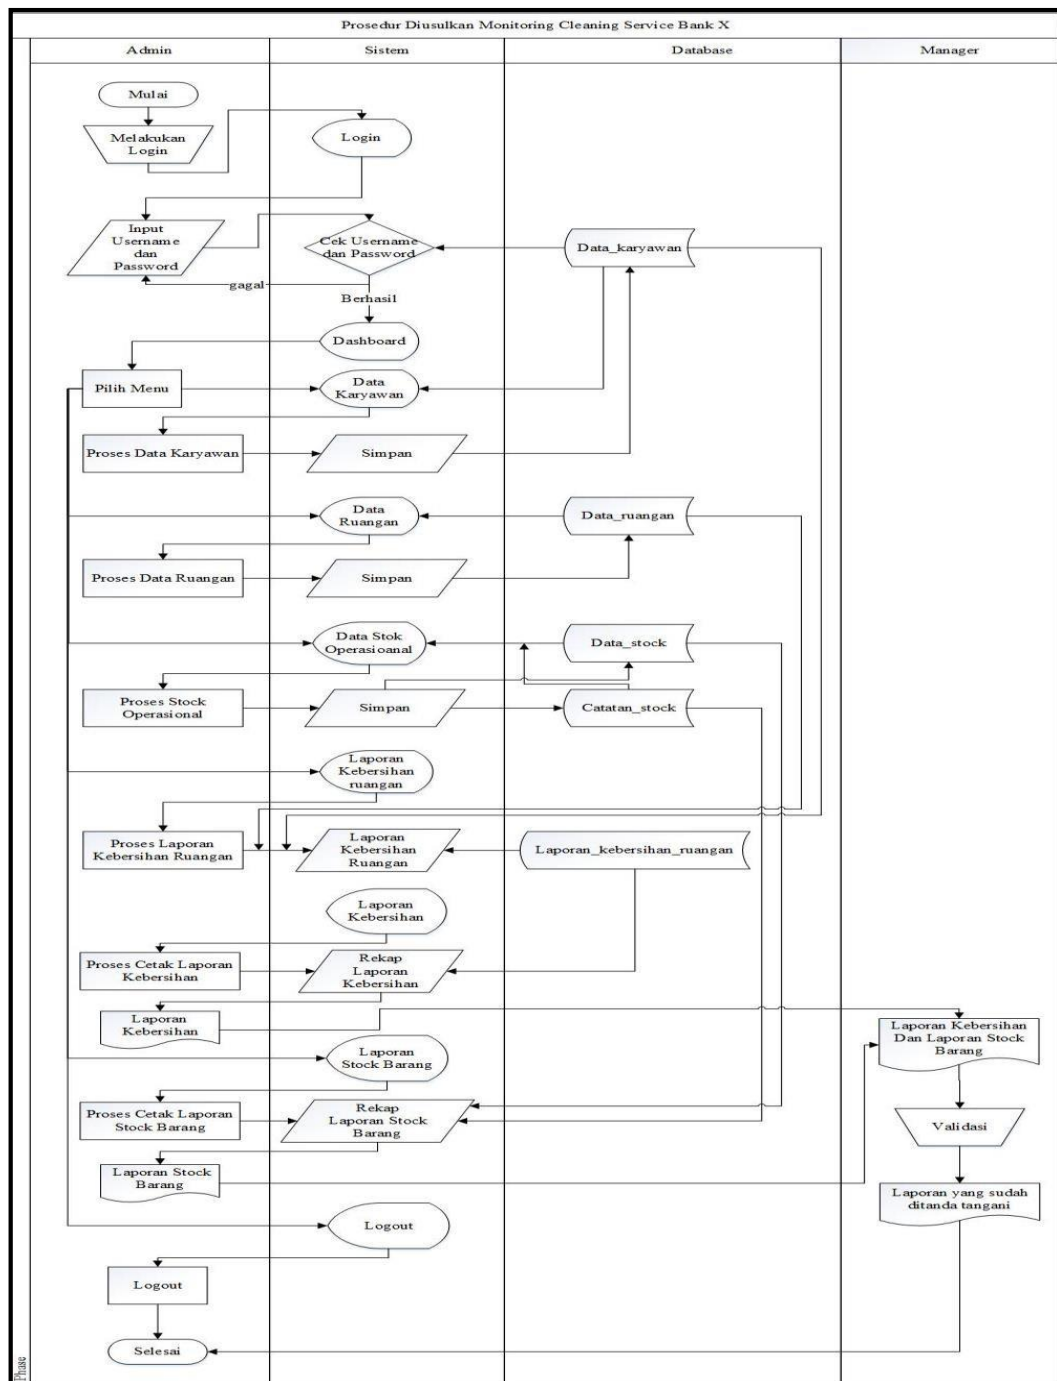 Prosedur Diusulkan Monitoring Cleaning Service Bank X
Admin
Sistem
Database
Manager
Mulai
Melakukan
Login
Login
Input
Username
dan
Password
Cek Username
dan Password
Data_karyawan
gagal
Berhasil
Dashboard
Pilih Menu
Data
Karyawan
Proses Data Karyawan
Simpan
Data
Ruangan
Data_ruangan
Proses Data Ruangan
Simpan
Data Stok
Operasioanal
Data_stock
Proses Stock
Operasional
Simpan
Catatan_stock
Laporan
Kebersihan
ruangan
Proses Laporan
Kebersihan Ruangan
Laporan
Kebersihan
Ruangan
Laporan_kebersihan_ruangan
Laporan
Kebersihan
Proses Cetak Laporan
Kebersihan
Rekap
Laporan
Kebersihan
Laporan
Kebersihan
Laporan Kebersihan
Dan Laporan Stock
Barang
Laporan
Stock Barang
Proses Cetak Laporan
Stock Barang
Rekap
Laporan Stock
Barang
Validasi
Laporan Stock
Barang
Laporan yang sudah
ditanda tangani
Logout
Logout
Selesai
Phase